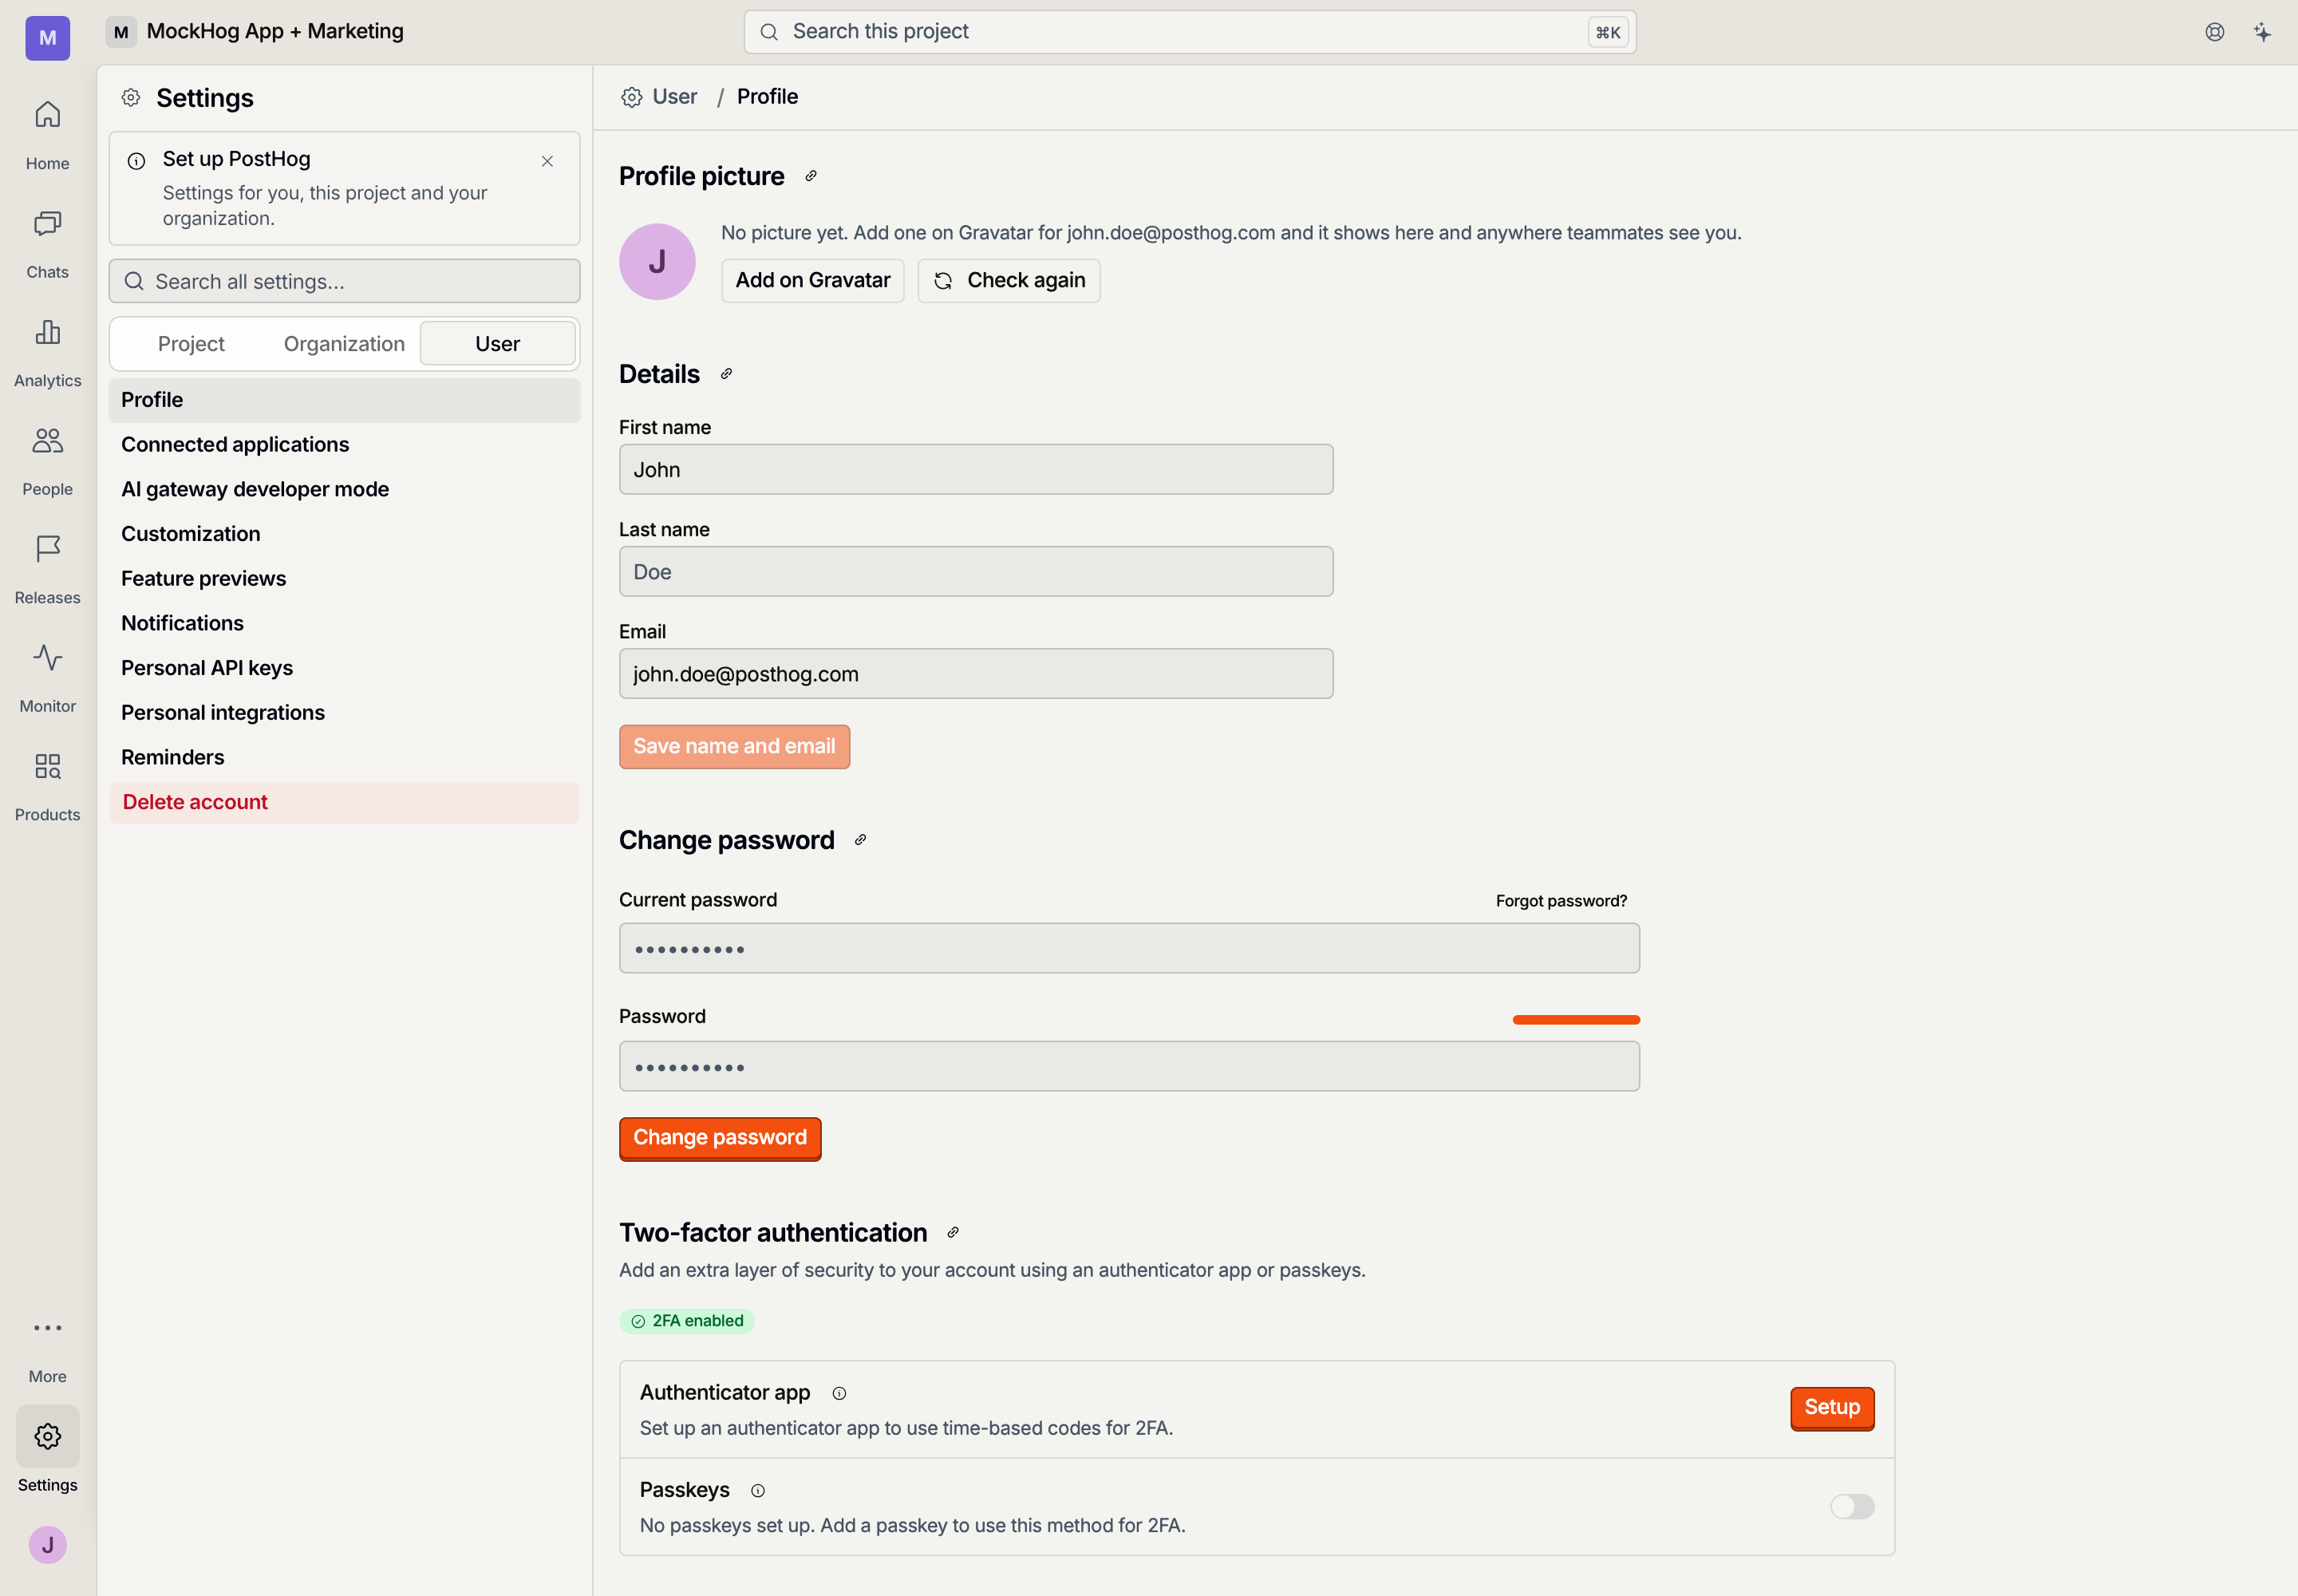 M
M MockHog App + Marketing
Search this project
⌘K
Home
Chats
Analytics
People
Releases
Monitor
Products
More
Settings
J
Settings
Set up PostHog
Settings for you, this project and your
organization.
Search all settings...
Project
Organization
User
Profile
Connected applications
AI gateway developer mode
Customization
Feature previews
Notifications
Personal API keys
Personal integrations
Reminders
Delete account
User / Profile
Profile picture
J
No picture yet. Add one on Gravatar for john.doe@posthog.com and it shows here and anywhere teammates see you.
Add on Gravatar
Check again
Details
First name
John
Last name
Doe
Email
john.doe@posthog.com
Save name and email
Change password
Current password
Forgot password?
••••••••••
Password
••••••••••
Change password
Two-factor authentication
Add an extra layer of security to your account using an authenticator app or passkeys.
2FA enabled
Authenticator app
Set up an authenticator app to use time-based codes for 2FA.
Setup
Passkeys
No passkeys set up. Add a passkey to use this method for 2FA.